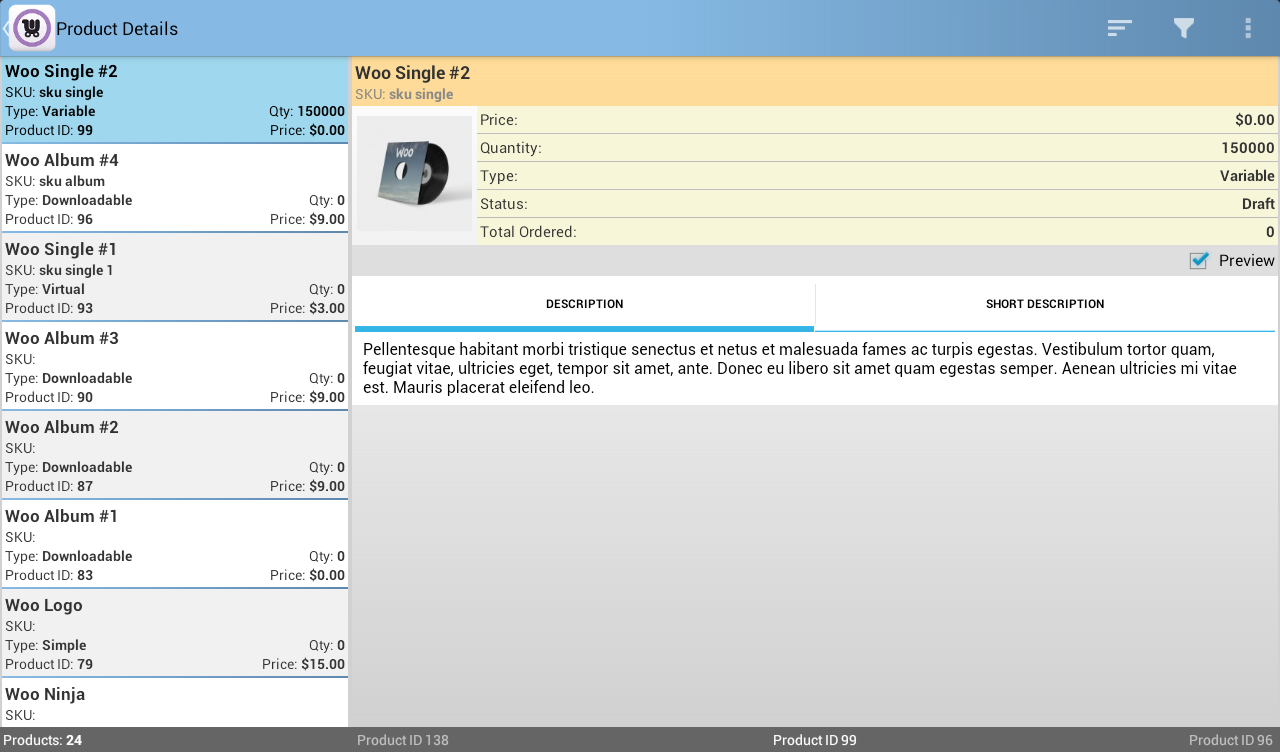 Product Details
Woo Single #2
SKU: sku single
Type: Variable Qty: 150000
Product ID: 99 Price: $0.00
Woo Album #4
SKU: sku album
Type: Downloadable Qty: 0
Product ID: 96 Price: $9.00
Woo Single #1
SKU: sku single 1
Type: Virtual Qty: 0
Product ID: 93 Price: $3.00
Woo Album #3
SKU:
Type: Downloadable Qty: 0
Product ID: 90 Price: $9.00
Woo Album #2
SKU:
Type: Downloadable Qty: 0
Product ID: 87 Price: $9.00
Woo Album #1
SKU:
Type: Downloadable Qty: 0
Product ID: 83 Price: $0.00
Woo Logo
SKU:
Type: Simple Qty: 0
Product ID: 79 Price: $15.00
Woo Ninja
SKU:
Products: 24
Woo Single #2
SKU: sku single
WOO
Price: $0.00
Quantity: 150000
Type: Variable
Status: Draft
Total Ordered: 0
Preview
DESCRIPTION SHORT DESCRIPTION
Pellentesque habitant morbi tristique senectus et netus et malesuada fames ac turpis egestas. Vestibulum tortor quam,
feugiat vitae, ultricies eget, tempor sit amet, ante. Donec eu libero sit amet quam egestas semper. Aenean ultricies mi vitae
est. Mauris placerat eleifend leo.
Product ID 138 Product ID 99 Product ID 96